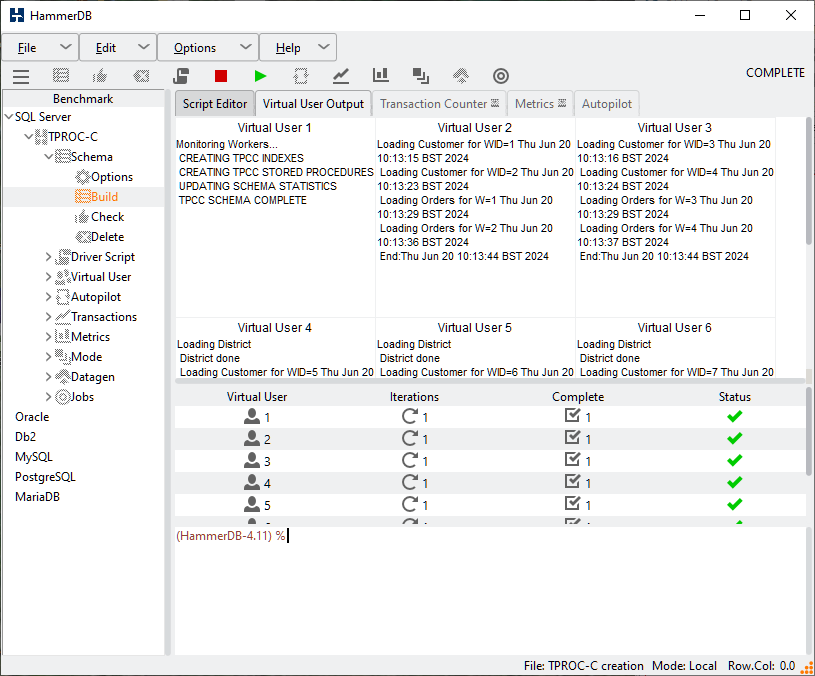 HammerDB
File Edit Options Help
COMPLETE
Benchmark
SQL Server
TPROC-C
Schema
Options
Build
Check
Delete
Driver Script
Virtual User
Autopilot
Transactions
Metrics
Mode
Datagen
Jobs
Oracle
Db2
MySQL
PostgreSQL
MariaDB
Script Editor Virtual User Output Transaction Counter Metrics Autopilot
Virtual User 1
Monitoring Workers...
CREATING TPCC INDEXES
CREATING TPCC STORED PROCEDURES
UPDATING SCHEMA STATISTICS
TPCC SCHEMA COMPLETE
Virtual User 2
Loading Customer for WID=1 Thu Jun 20
10:13:15 BST 2024
Loading Customer for WID=2 Thu Jun 20
10:13:23 BST 2024
Loading Orders for W=1 Thu Jun 20
10:13:29 BST 2024
Loading Orders for W=2 Thu Jun 20
10:13:36 BST 2024
End:Thu Jun 20 10:13:44 BST 2024
Virtual User 3
Loading Customer for WID=3 Thu Jun 20
10:13:16 BST 2024
Loading Customer for WID=4 Thu Jun 20
10:13:24 BST 2024
Loading Orders for W=3 Thu Jun 20
10:13:29 BST 2024
Loading Orders for W=4 Thu Jun 20
10:13:37 BST 2024
End:Thu Jun 20 10:13:44 BST 2024
Virtual User 4
Loading District
District done
Loading Customer for WID=5 Thu Jun 20
Virtual User 5
Loading District
District done
Loading Customer for WID=6 Thu Jun 20
Virtual User 6
Loading District
District done
Loading Customer for WID=7 Thu Jun 20
Virtual User Iterations Complete Status
1 1 1
2 1 1
3 1 1
4 1 1
5 1 1
(HammerDB-4.11) %
File: TPROC-C creation Mode: Local Row.Col: 0.0